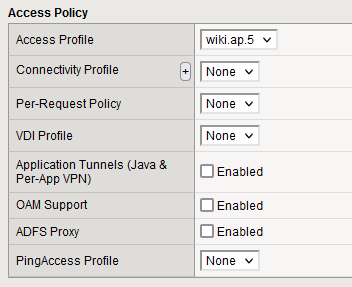 Access Policy
Access Profile wiki.ap.5
Connectivity Profile + None
Per-Request Policy None
VDI Profile None
Application Tunnels (Java &
Per-App VPN) Enabled
OAM Support Enabled
ADFS Proxy Enabled
PingAccess Profile None